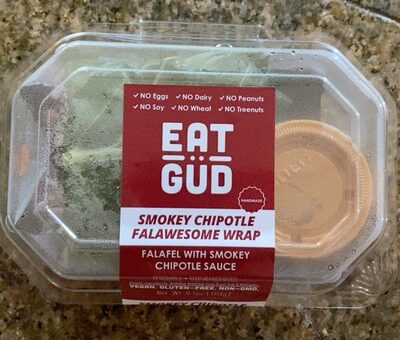 ✓ NO Eggs ✓ NO Dairy ✓ NO Peanuts
✓ NO Soy ✓ NO Wheat ✓ NO Treenuts
EAT
GÜD
HANDMADE
SMOKEY CHIPOTLE
FALAWESOME WRAP
FALAFEL WITH SMOKEY
CHIPOTLE SAUCE
VEGAN. GLUTEN-FREE. NON-GMO.